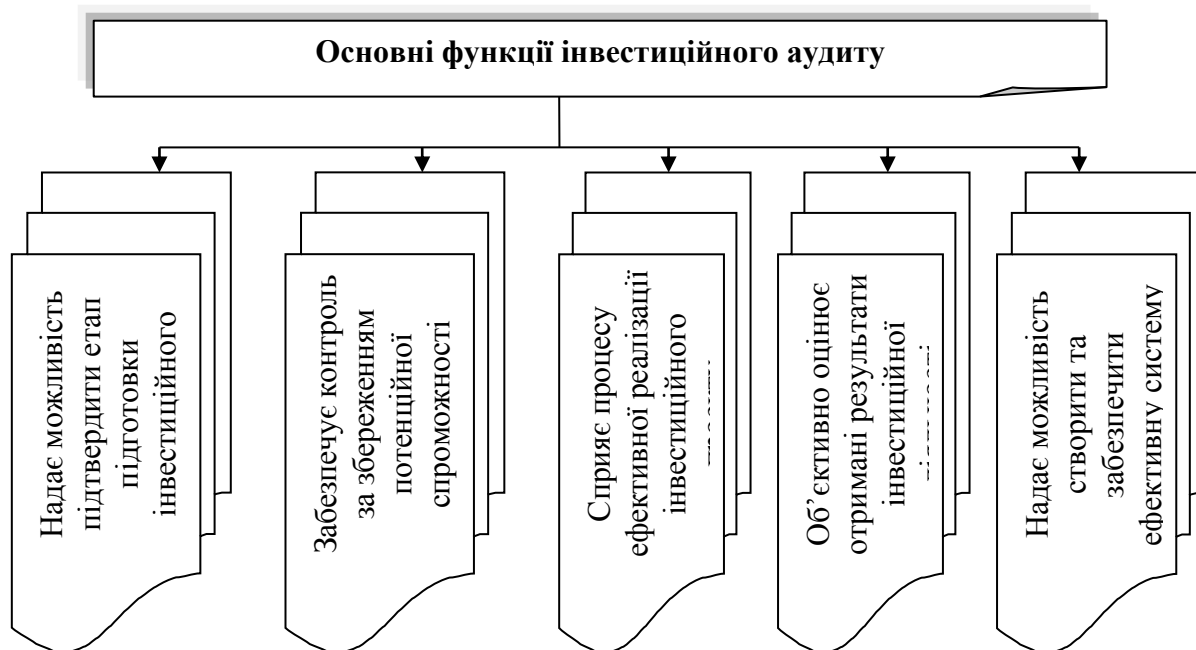 Основні функції інвестиційного аудиту
Надає можливість
підтвердити етап
підготовки
інвестиційного
Забезпечує контроль
за збереженням
потенційної
спроможності
Сприяє процесу
ефективної реалізації
інвестиційного
Об’єктивно оцінює
отримані результати
інвестиційної
Надає можливість
створити та
забезпечити
ефективну систему